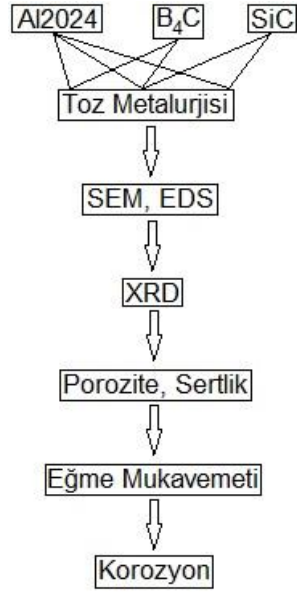 Al2024 B₄C SiC
Toz Metalurjisi
SEM, EDS
XRD
Porozite, Sertlik
Eğme Mukavemeti
Korozyon